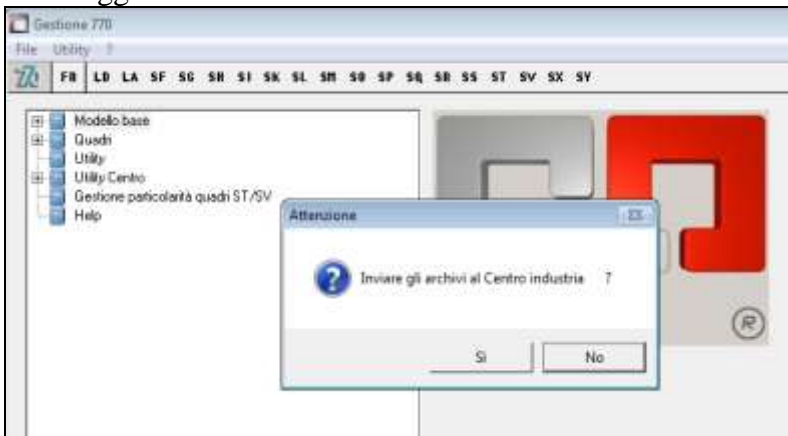 Gestione 770
File Utility ?
770 FR LD LA SF SG SH SI SK SL SM SO SP SQ SR SS ST SV SX SY
Modello base
Quadri
Utility
Utility Centro
Gestione particolarità quadri ST/SV
Help
Attenzione
Inviare gli archivi al Centro industria ?
Sì No
®